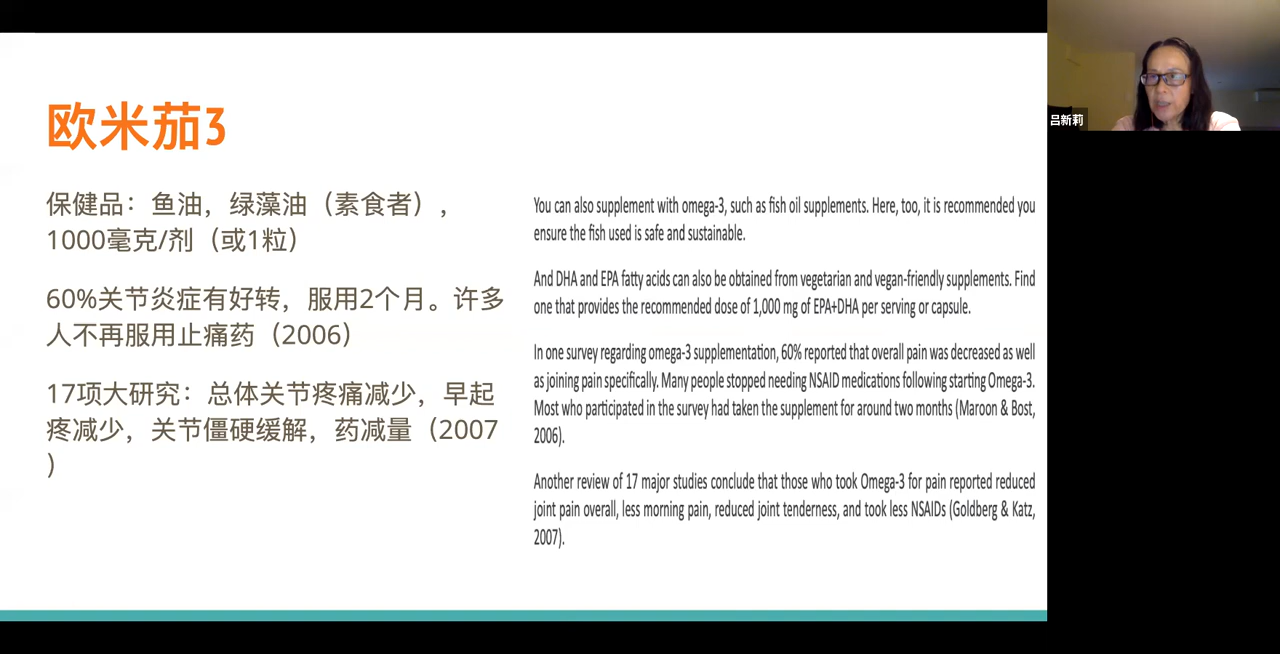 欧米茄3
保健品：鱼油，绿藻油（素食者），
1000毫克/剂（或1粒）
60%关节炎症有好转，服用2个月。许多
人不再服用止痛药（2006）
17项大研究：总体关节疼痛减少，早起
疼减少，关节僵硬缓解，药减量（2007
）
You can also supplement with omega-3, such as fish oil supplements. Here, too, it is recommended you
ensure the fish used is safe and sustainable.
And DHA and EPA fatty acids can also be obtained from vegetarian and vegan-friendly supplements. Find
one that provides the recommended dose of 1,000 mg of EPA+DHA per serving or capsule.
In one survey regarding omega-3 supplementation, 60% reported that overall pain was decreased as well
as joining pain specifically. Many people stopped needing NSAID medications following starting Omega-3.
Most who participated in the survey had taken the supplement for around two months (Maroon & Bost,
2006).
Another review of 17 major studies conclude that those who took Omega-3 for pain reported reduced
joint pain overall, less morning pain, reduced joint tenderness, and took less NSAIDs (Goldberg & Katz,
2007).
吕新莉